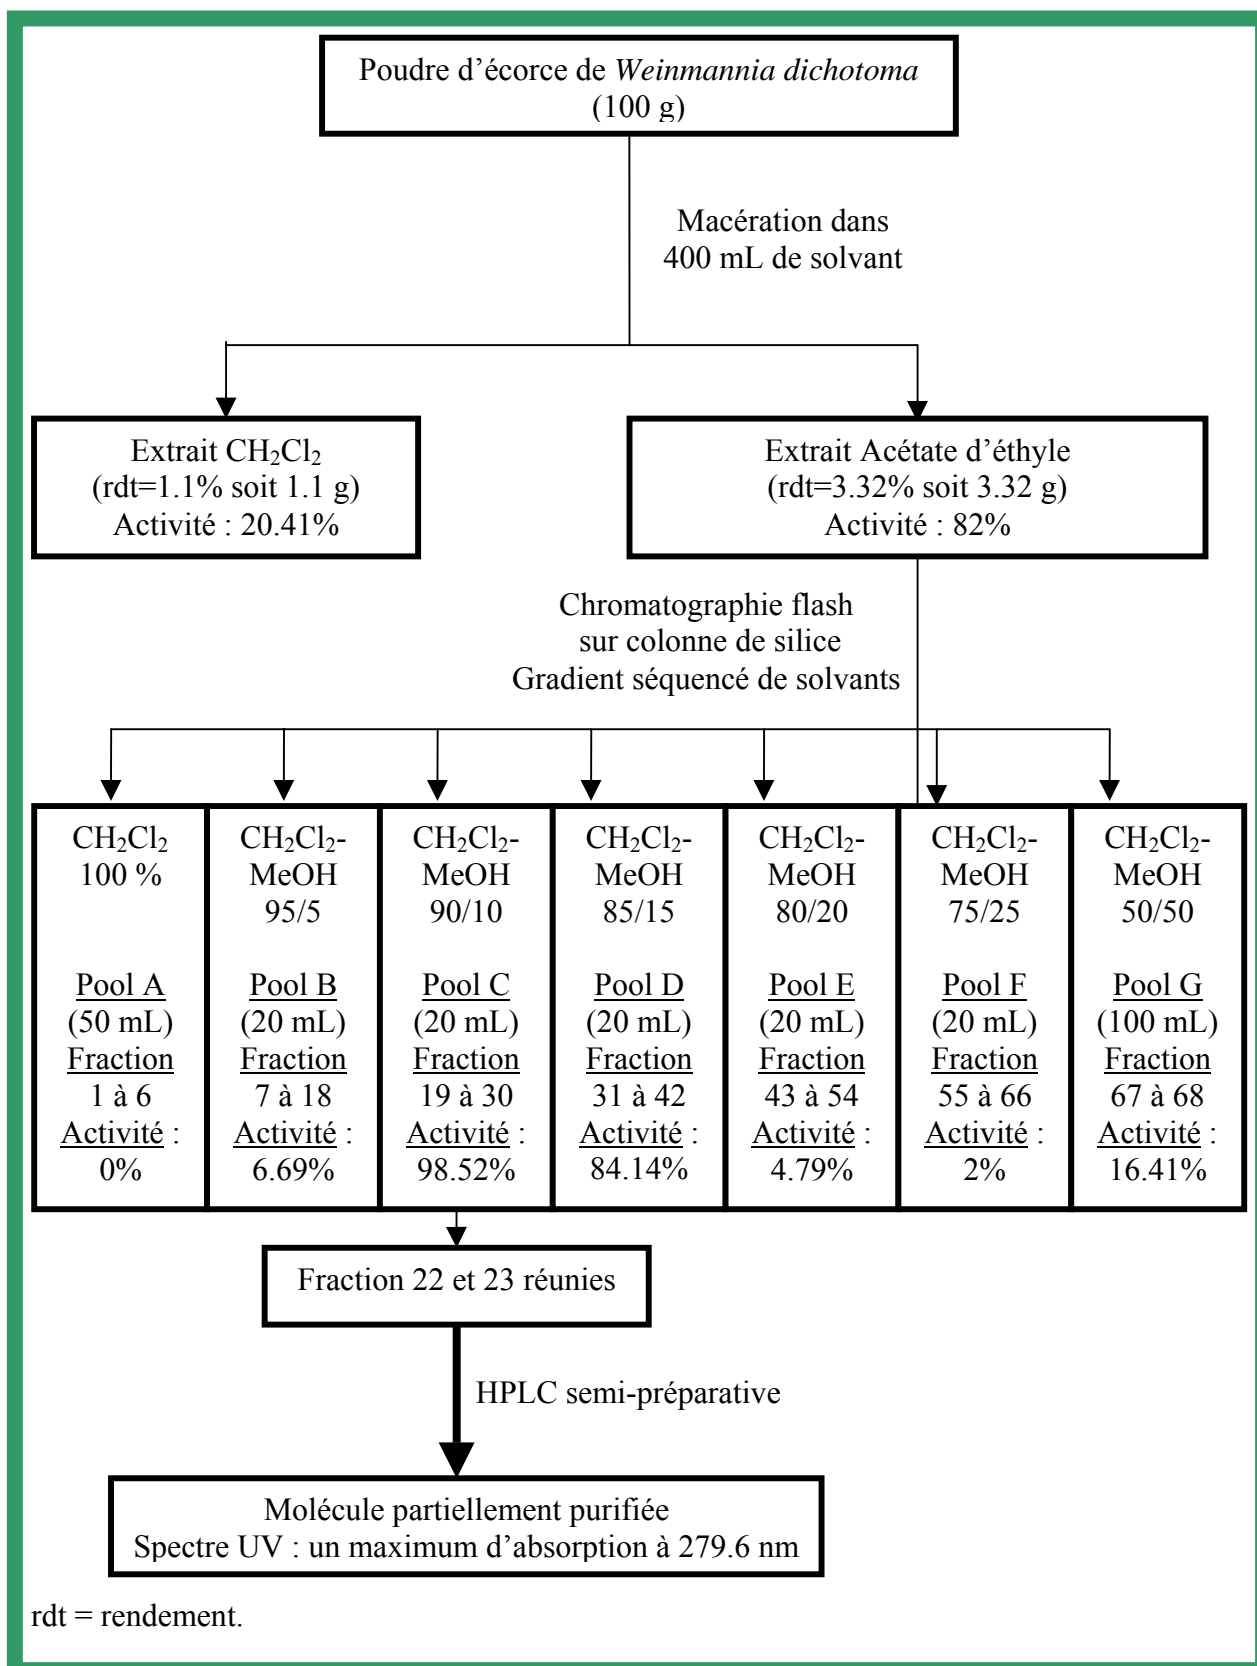 Poudre d'écorce de Weinmannia dichotoma
(100 g)
Macération dans
400 mL de solvant
Extrait CH₂Cl₂
(rdt=1.1% soit 1.1 g)
Activité : 20.41%
Extrait Acétate d'éthyle
(rdt=3.32% soit 3.32 g)
Activité : 82%
Chromatographie flash
sur colonne de silice
Gradient séquencé de solvants
CH₂Cl₂
100 %
Pool A
(50 mL)
Fraction
1 à 6
Activité :
0%
CH₂Cl₂-
MeOH
95/5
Pool B
(20 mL)
Fraction
7 à 18
Activité :
6.69%
CH₂Cl₂-
MeOH
90/10
Pool C
(20 mL)
Fraction
19 à 30
Activité :
98.52%
CH₂Cl₂-
MeOH
85/15
Pool D
(20 mL)
Fraction
31 à 42
Activité :
84.14%
CH₂Cl₂-
MeOH
80/20
Pool E
(20 mL)
Fraction
43 à 54
Activité :
4.79%
CH₂Cl₂-
MeOH
75/25
Pool F
(20 mL)
Fraction
55 à 66
Activité :
2%
CH₂Cl₂-
MeOH
50/50
Pool G
(100 mL)
Fraction
67 à 68
Activité :
16.41%
Fraction 22 et 23 réunies
HPLC semi-préparative
Molécule partiellement purifiée
Spectre UV : un maximum d'absorption à 279.6 nm
rdt = rendement.